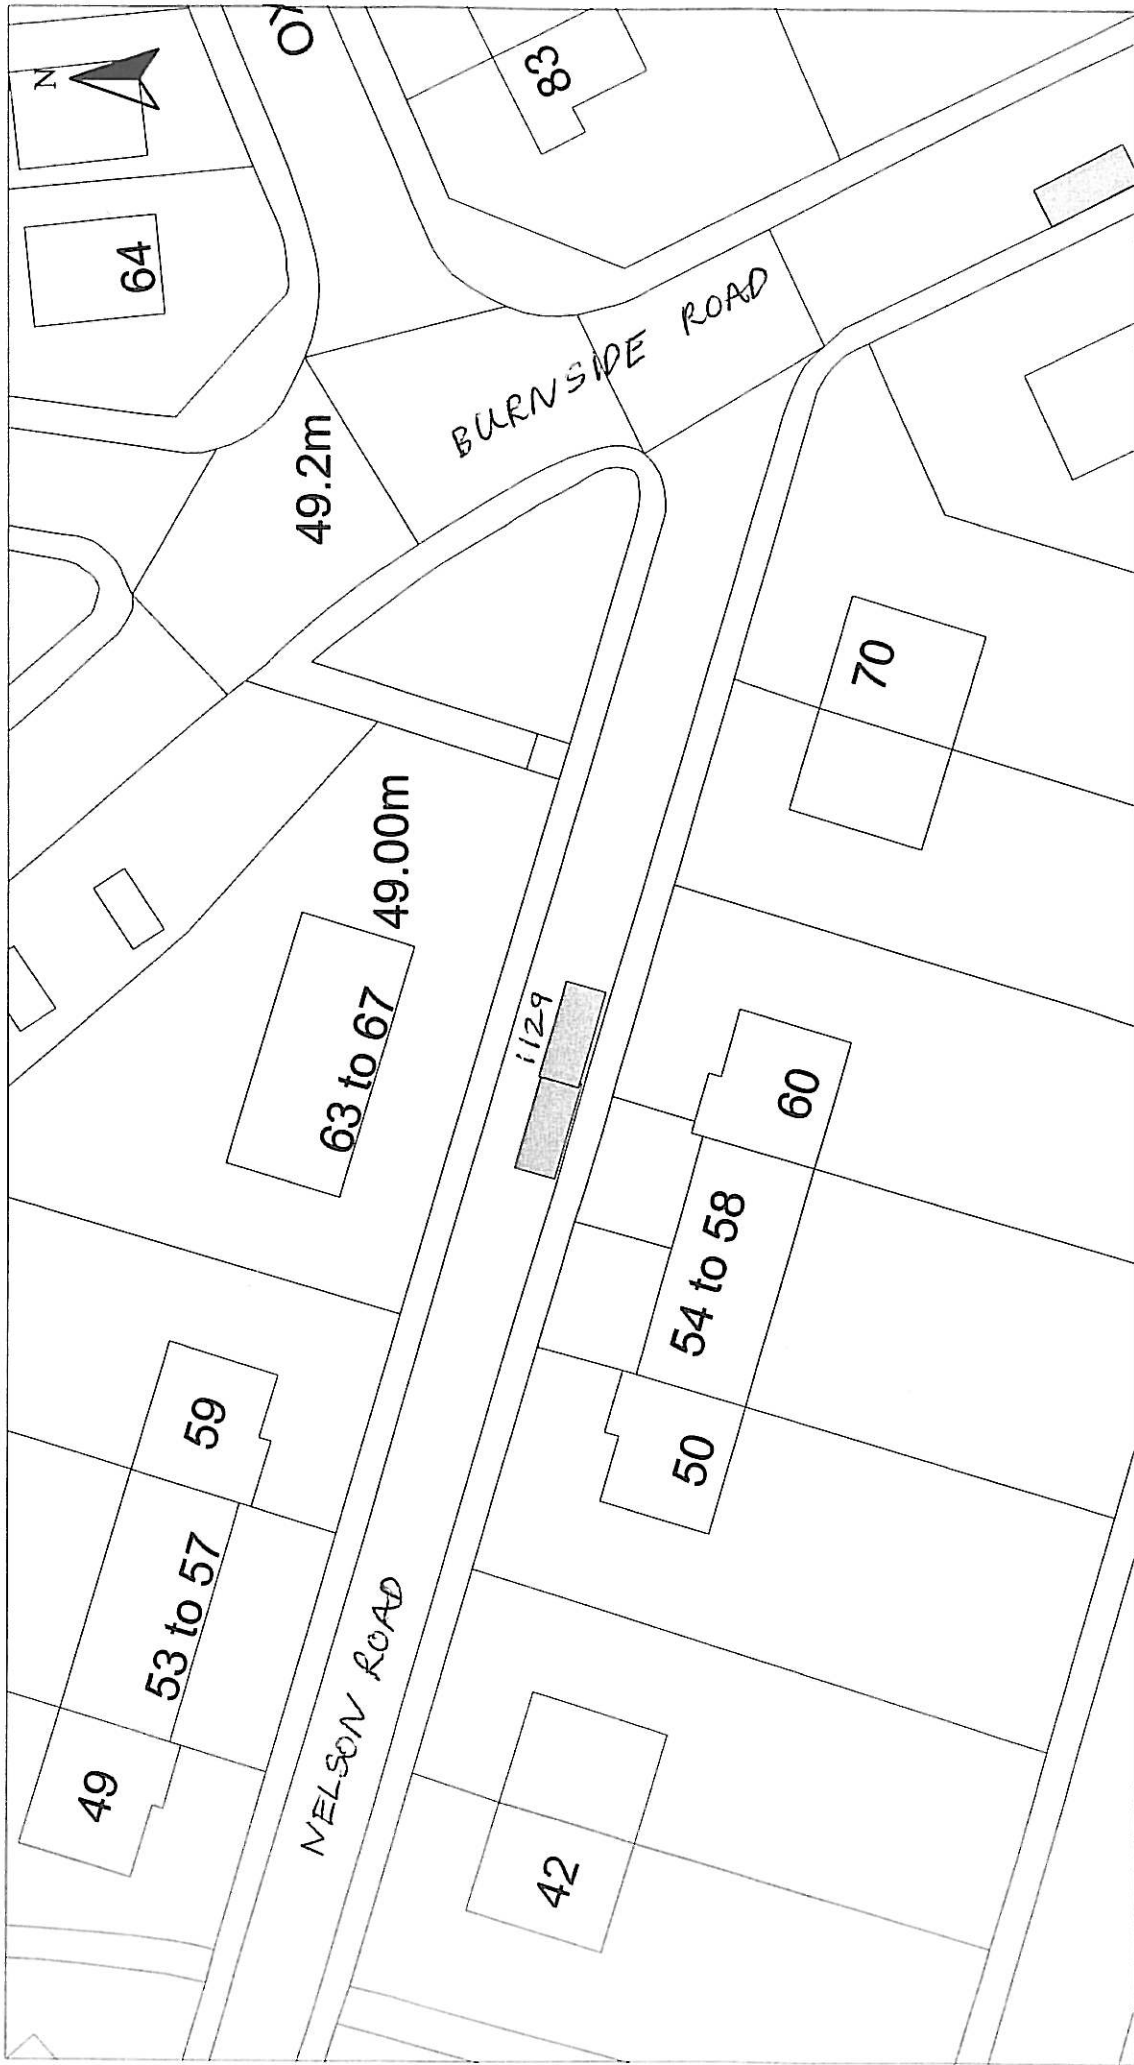 N
64
83
49.2m
BURNSIDE ROAD
49.00m
63 to 67
1129
70
60
54 to 58
50
59
53 to 57
49
NELSON ROAD
42